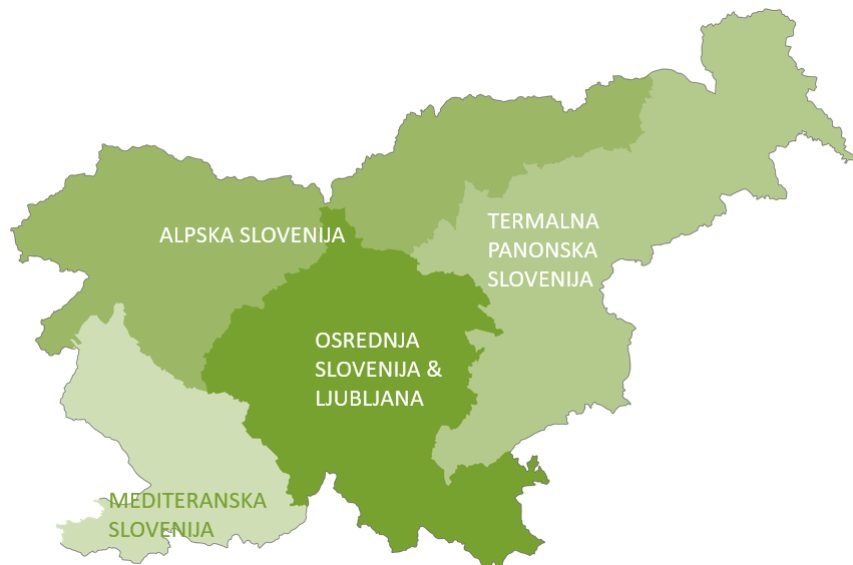 ALPSKA SLOVENIJA
TERMALNA
PANONSKA
SLOVENIJA
OSREDNJA
SLOVENIJA &
LJUBLJANA
MEDITERANSKA
SLOVENIJA